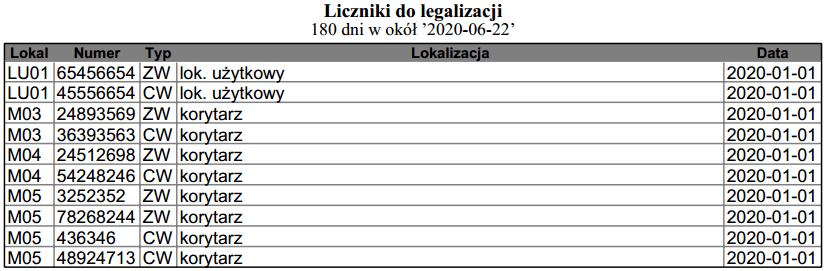 Liczniki do legalizacji
180 dni w okół ’2020-06-22’
Lokal Numer Typ Lokalizacja Data
LU01 65456654 ZW lok. użytkowy 2020-01-01
LU01 45556654 CW lok. użytkowy 2020-01-01
M03 24893569 ZW korytarz 2020-01-01
M03 36393563 CW korytarz 2020-01-01
M04 24512698 ZW korytarz 2020-01-01
M04 54248246 CW korytarz 2020-01-01
M05 3252352 ZW korytarz 2020-01-01
M05 78268244 ZW korytarz 2020-01-01
M05 436346 CW korytarz 2020-01-01
M05 48924713 CW korytarz 2020-01-01